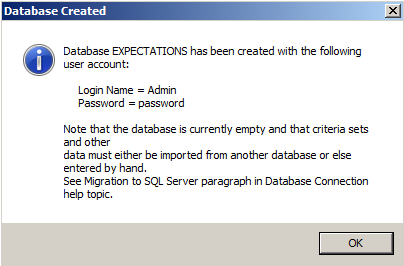 Database Created
Database EXPECTATIONS has been created with the following
user account:
Login Name = Admin
Password = password
Note that the database is currently empty and that criteria sets
and other
data must either be imported from another database or else
entered by hand.
See Migration to SQL Server paragraph in Database Connection
help topic.
OK